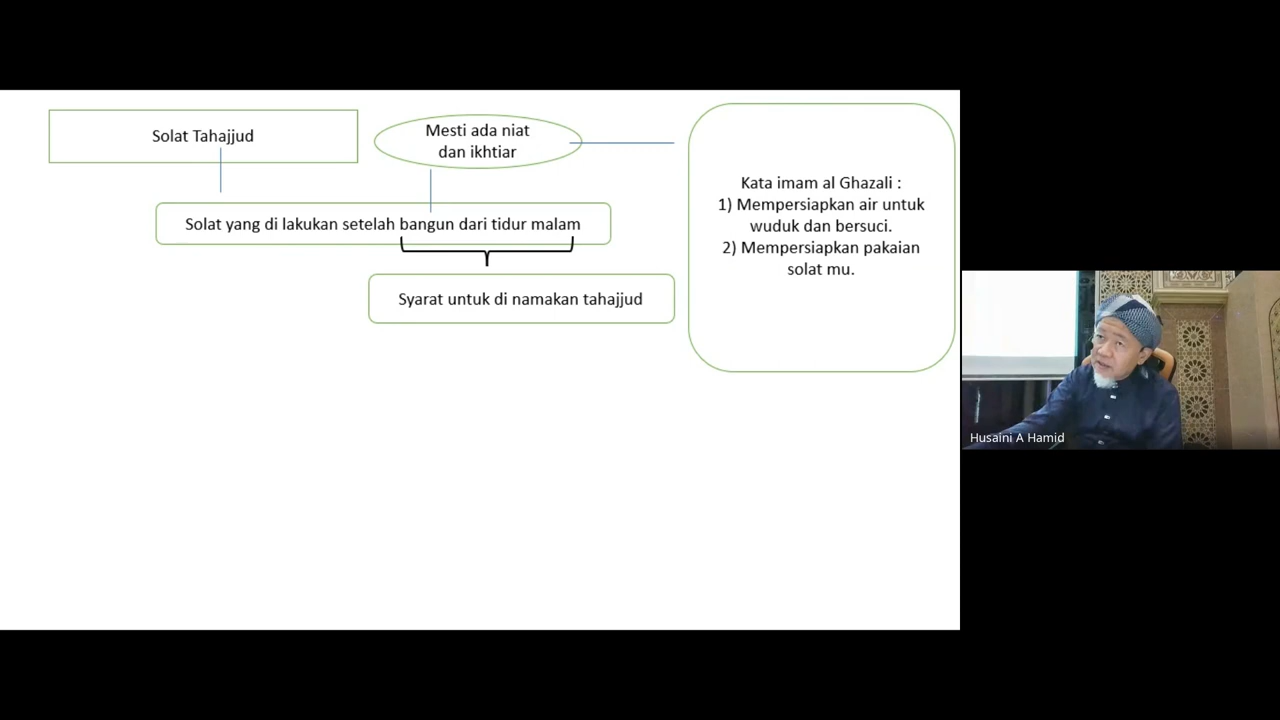 Solat Tahajjud
Mesti ada niat
dan ikhtiar
Solat yang di lakukan setelah bangun dari tidur malam
Syarat untuk di namakan tahajjud
Kata imam al Ghazali :
1) Mempersiapkan air untuk
wuduk dan bersuci.
2) Mempersiapkan pakaian
solat mu.
Husaini A Hamid